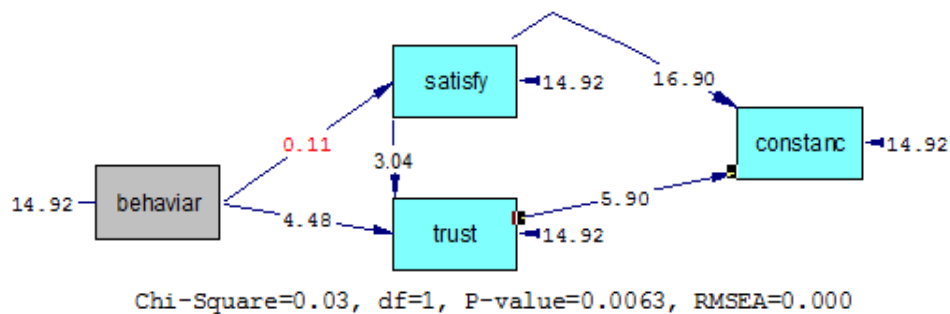 satisfy
14.92
16.90
constanc
14.92
0.11
3.04
14.92
behaviar
4.48
5.90
trust
14.92
Chi-Square=0.03, df=1, P-value=0.0063, RMSEA=0.000